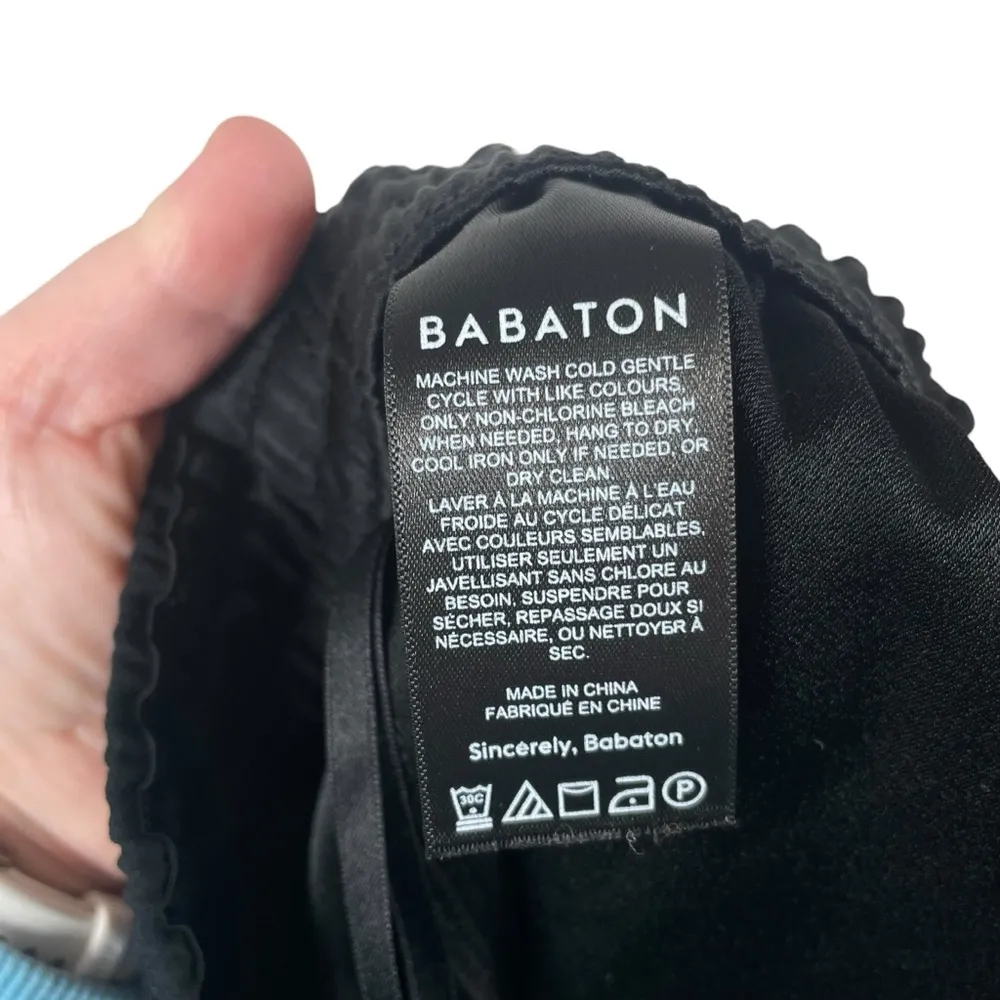 BABATON
MACHINE WASH COLD GENTLE
CYCLE WITH LIKE COLOURS,
ONLY NON-CHLORINE BLEACH
WHEN NEEDED, HANG TO DRY,
COOL IRON ONLY IF NEEDED, OR
DRY CLEAN.
LAVER À LA MACHINE À L'EAU
FROIDE AU CYCLE DÉLICAT
AVEC COULEURS SEMBLABLES,
UTILISER SEULEMENT UN
JAVELLISANT SANS CHLORE AU
BESOIN, SUSPENDRE POUR
SÉCHER, REPASSAGE DOUX SI
NÉCESSAIRE, OU NETTOYER À
SEC.
MADE IN CHINA
FABRIQUÉ EN CHINE
Sincerely, Babaton
30C P